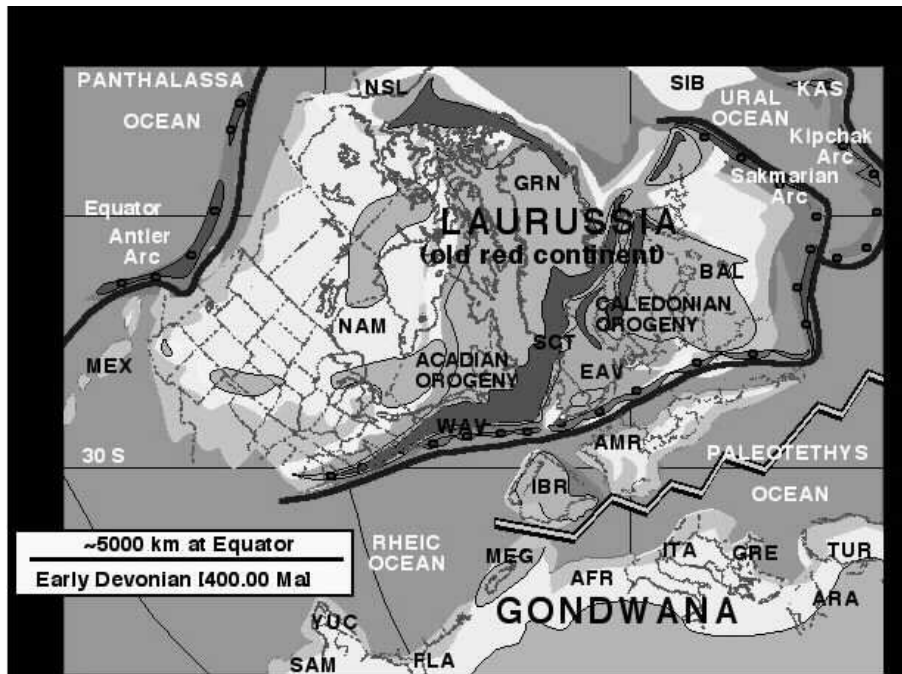 PANTHALASSA
OCEAN
NSL
SIB
KAS
URAL
OCEAN
Kipchak
Arc
Sakmarian
Arc
GRN
Equator
LAURUSSIA
(old red continent)
Antler
Arc
BAL
CALEDONIAN
OROGENY
NAM
SCT
MEX
ACADIAN
OROGENY
EAV
WAV
AMR
30 S
PALEOTETHYS
OCEAN
IBR
~5000 km at Equator
Early Devonian [400.00 Ma]
RHEIC
OCEAN
MEG
ITA
GRE
TUR
AFR
ARA
GONDWANA
YUC
SAM
FLA